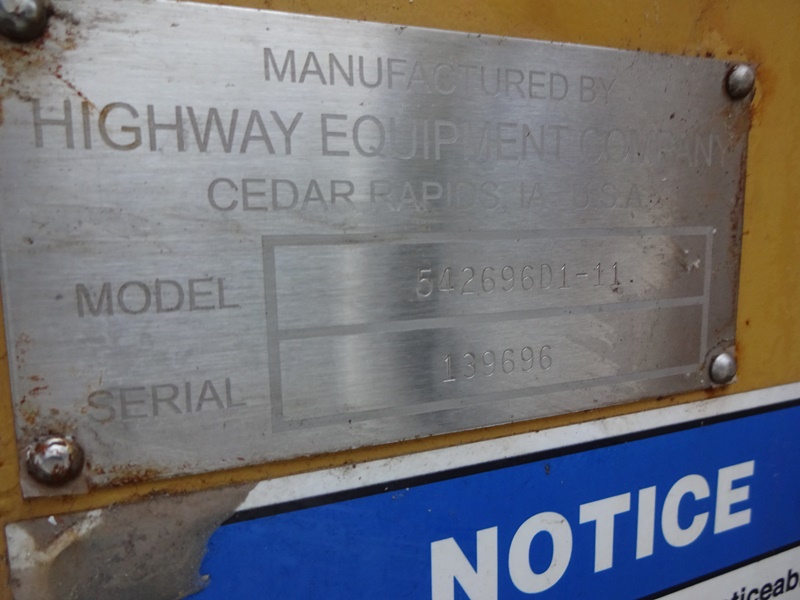 MANUFACTURED BY
HIGHWAY EQUIPMENT COMPANY
CEDAR RAPIDS, IA, U.S.A.
MODEL 542696D1-11
SERIAL 139696
NOTICE